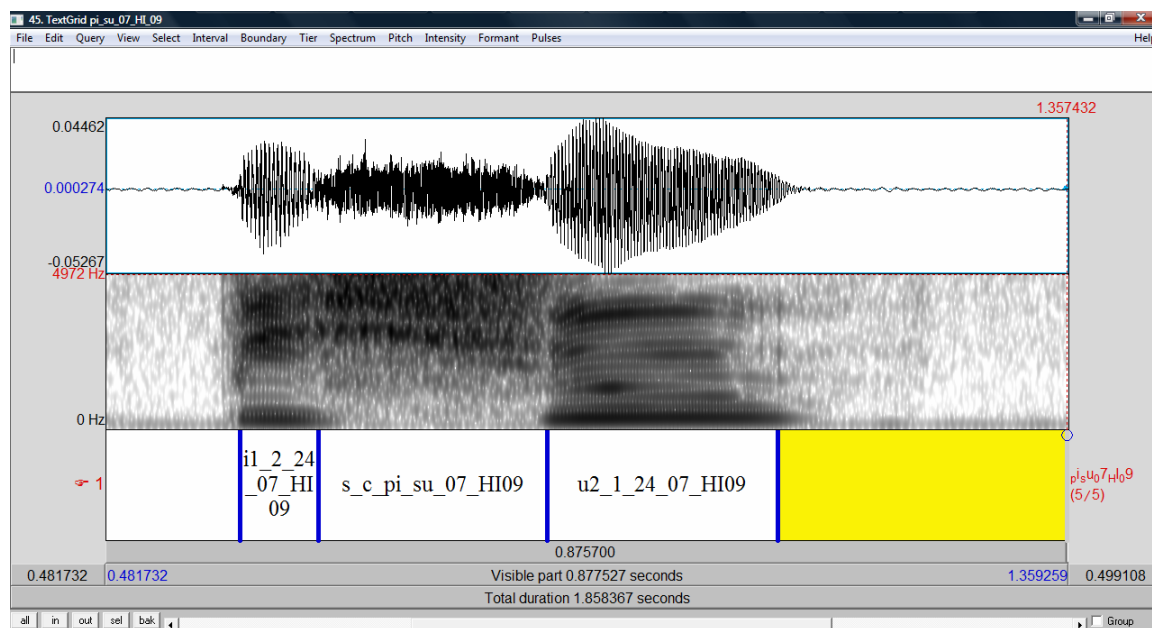 45. TextGrid pi_su_07_HI_09
File Edit Query View Select Interval Boundary Tier Spectrum Pitch Intensity Formant Pulses Help
1.357432
0.04462
0.000274
-0.05267
4972 Hz
0 Hz
1
i1_2_24
_07_HI
09
s_c_pi_su_07_HI09
u2_1_24_07_HI09
pisu07HI09
(5/5)
0.875700
0.481732 0.481732 Visible part 0.877527 seconds 1.359259 0.499108
Total duration 1.858367 seconds
all in out sel bak Group